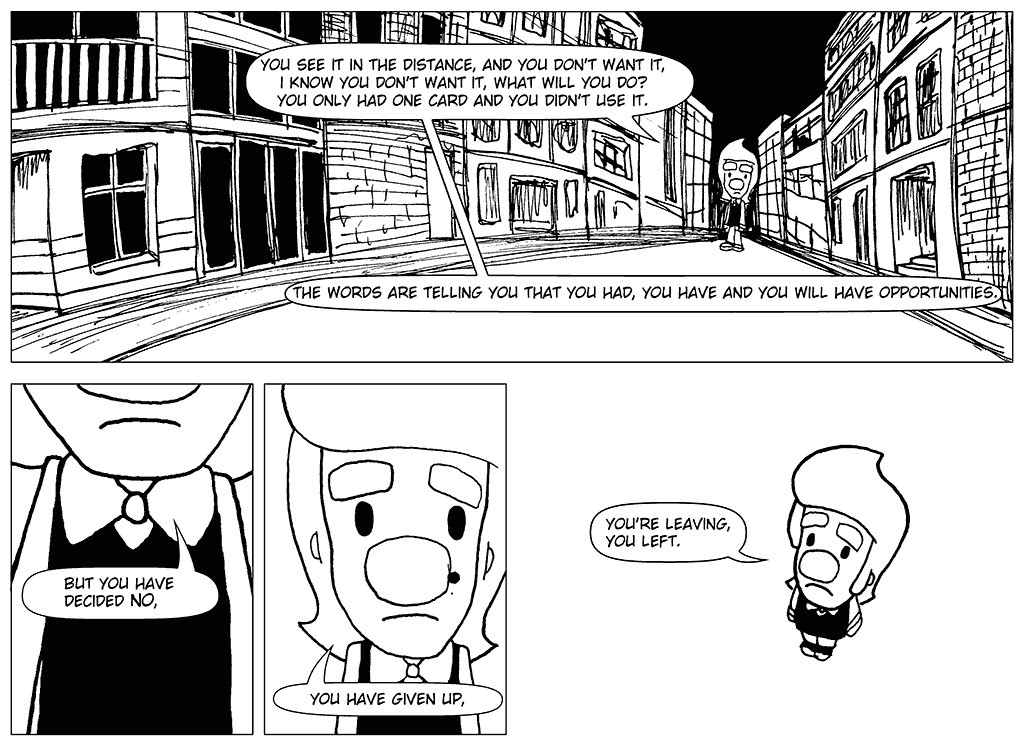 YOU SEE IT IN THE DISTANCE, AND YOU DON'T WANT IT,
I KNOW YOU DON'T WANT IT, WHAT WILL YOU DO?
YOU ONLY HAD ONE CARD AND YOU DIDN'T USE IT.
THE WORDS ARE TELLING YOU THAT YOU HAD, YOU HAVE AND YOU WILL HAVE OPPORTUNITIES.
BUT YOU HAVE
DECIDED NO,
YOU HAVE GIVEN UP,
YOU'RE LEAVING,
YOU LEFT.